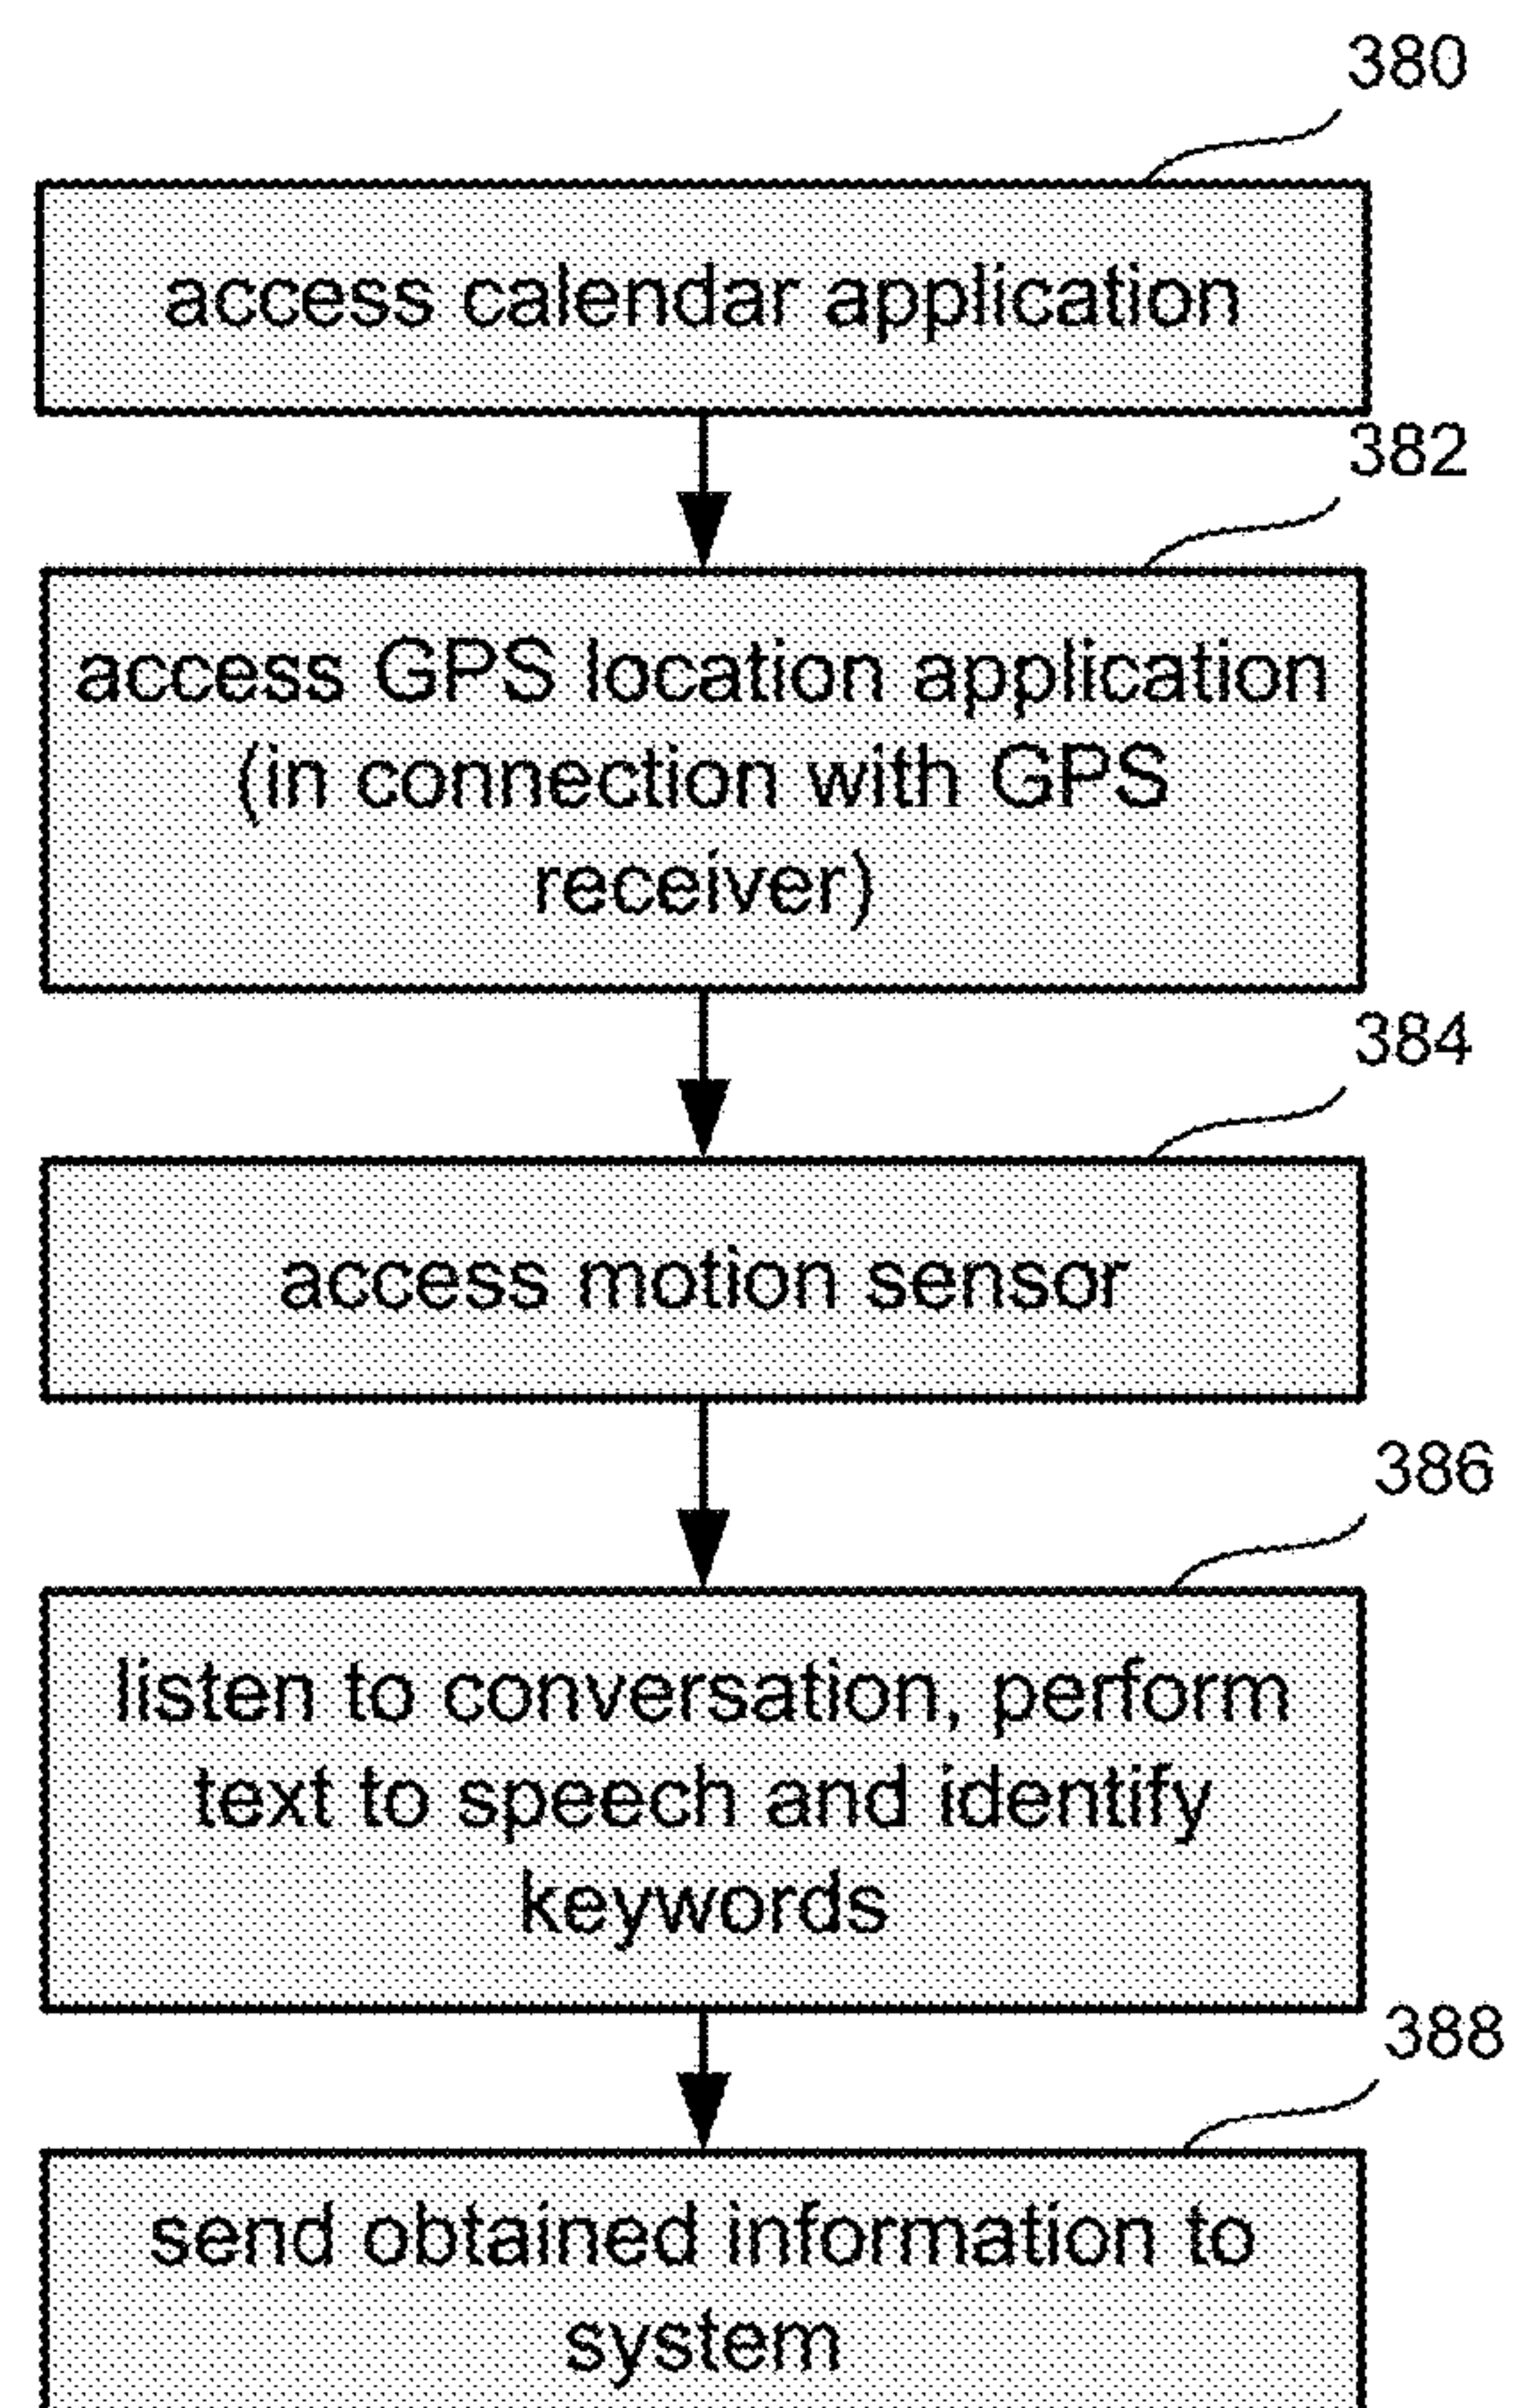 380
access calendar application
382
access GPS location application
(in connection with GPS
receiver)
384
access motion sensor
386
listen to conversation, perform
text to speech and identify
keywords
388
send obtained information to
system